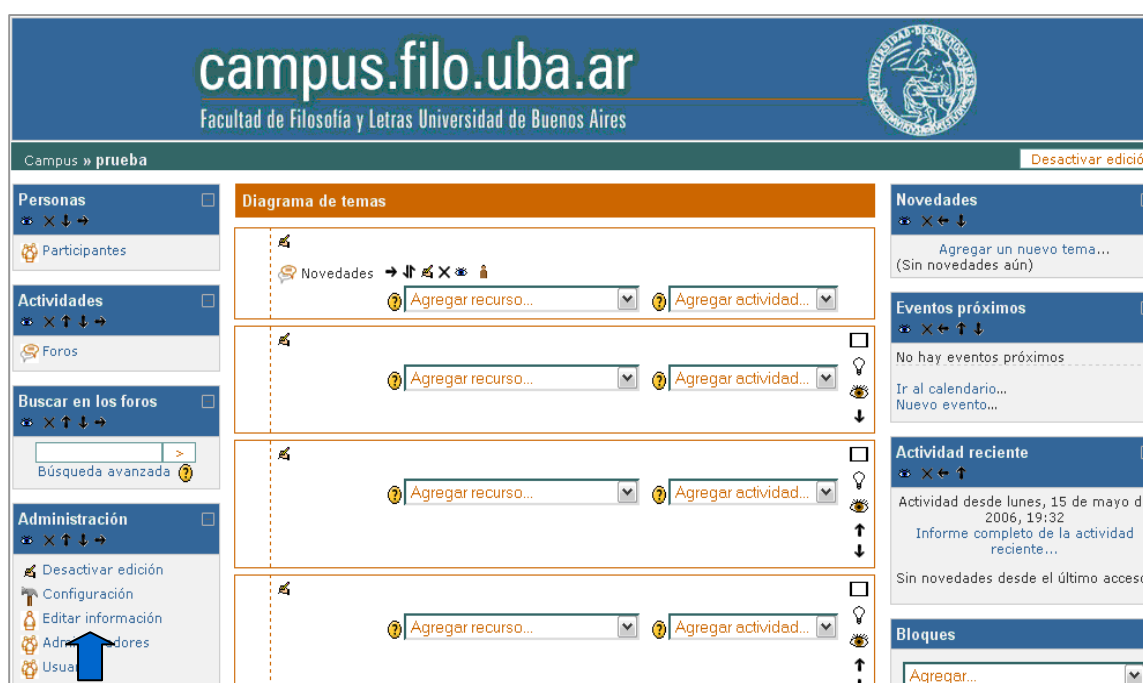 campus.filo.uba.ar
Facultad de Filosofía y Letras Universidad de Buenos Aires
Campus » prueba
Desactivar edició
Personas
Participantes
Actividades
Foros
Buscar en los foros
>
Búsqueda avanzada
Administración
Desactivar edición
Configuración
Editar información
Diagrama de temas
Novedades
Agregar recurso...
Agregar actividad...
Agregar recurso...
Agregar actividad...
Agregar recurso...
Agregar actividad...
Agregar recurso...
Agregar actividad...
Novedades
Agregar un nuevo tema...
(Sin novedades aún)
Eventos próximos
No hay eventos próximos
Ir al calendario...
Nuevo evento...
Actividad reciente
Actividad desde lunes, 15 de mayo d
2006, 19:32
Informe completo de la actividad
reciente...
Sin novedades desde el último acceso
Bloques
Agregar...